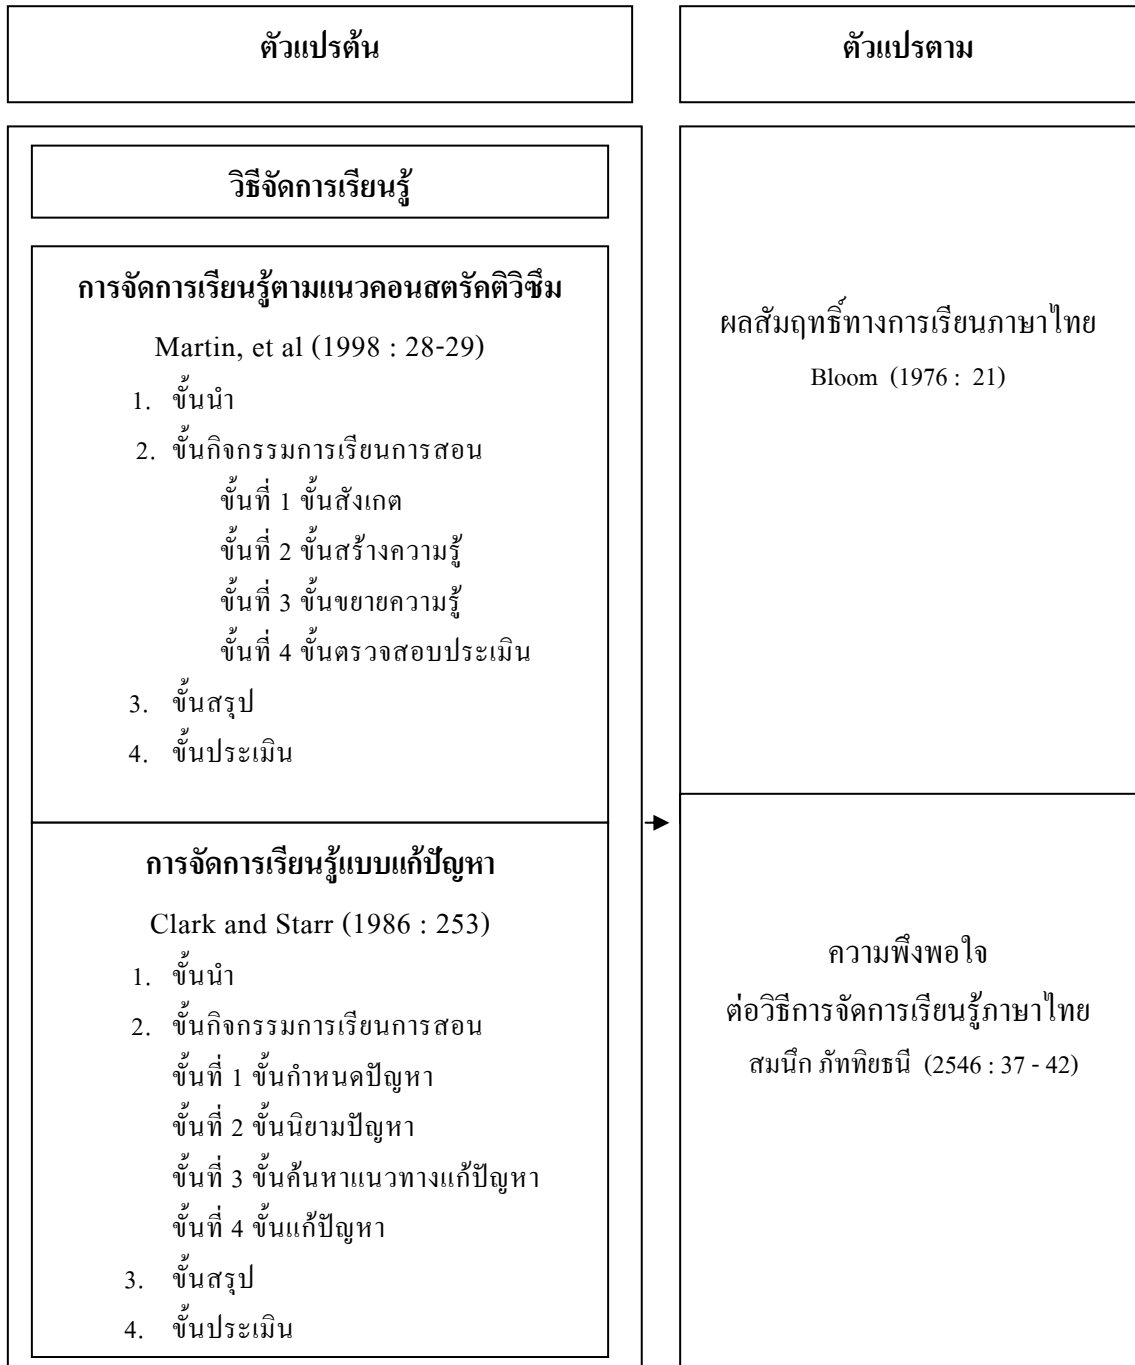 ตัวแปรต้น
ตัวแปรตาม
วิธีจัดการเรียนรู้
การจัดการเรียนรู้ตามแนวคอนสตรัคติวิซึม
Martin, et al (1998 : 28-29)
1. ขั้นนำ
2. ขั้นกิจกรรมการเรียนการสอน
ขั้นที่ 1 ขั้นสังเกต
ขั้นที่ 2 ขั้นสร้างความรู้
ขั้นที่ 3 ขั้นขยายความรู้
ขั้นที่ 4 ขั้นตรวจสอบประเมิน
3. ขั้นสรุป
4. ขั้นประเมิน
การจัดการเรียนรู้แบบแก้ปัญหา
Clark and Starr (1986 : 253)
1. ขั้นนำ
2. ขั้นกิจกรรมการเรียนการสอน
ขั้นที่ 1 ขั้นกำหนดปัญหา
ขั้นที่ 2 ขั้นนิยามปัญหา
ขั้นที่ 3 ขั้นค้นหาแนวทางแก้ปัญหา
ขั้นที่ 4 ขั้นแก้ปัญหา
3. ขั้นสรุป
4. ขั้นประเมิน
ผลสัมฤทธิ์ทางการเรียนภาษาไทย
Bloom (1976 : 21)
ความพึงพอใจ
ต่อวิธีการจัดการเรียนรู้ภาษาไทย
สมนึก ภัททิยธนี (2546 : 37 - 42)